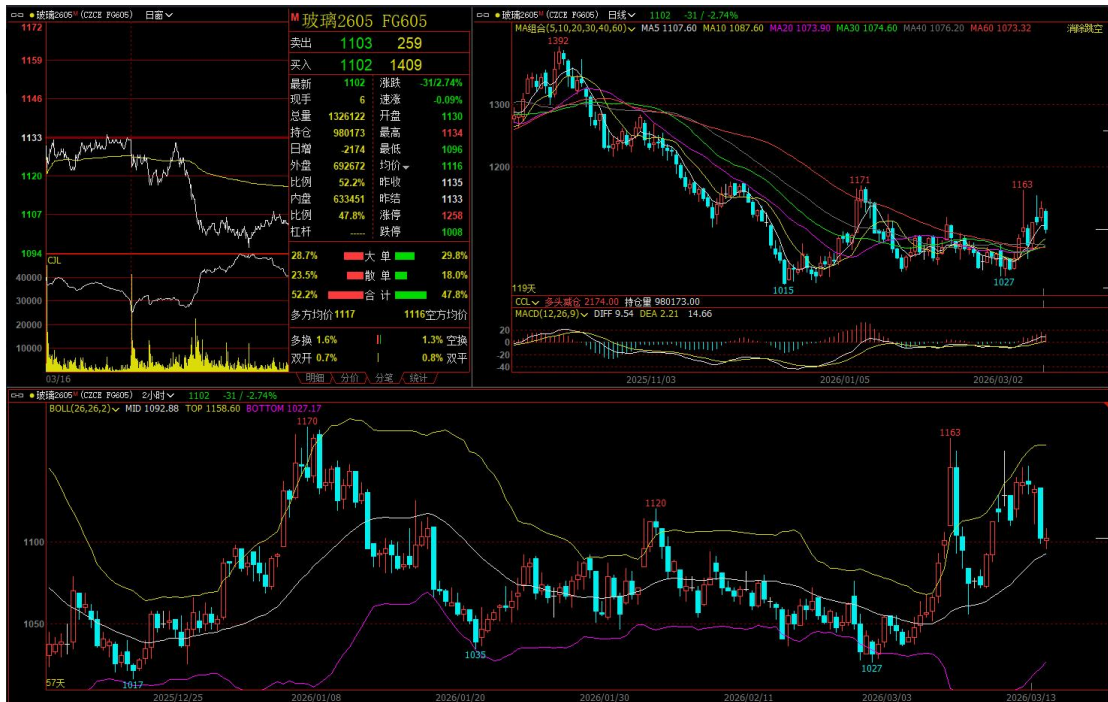 玻璃2605 M (CZCE FG605) 日窗
1172
1159
1146
1133
1120
1107
1094
CJL
40000
30000
20000
10000
03/16
M 玻璃2605 FG605
卖出 1103 259
买入 1102 1409
最新 1102 涨跌 -31/2.74%
现手 6 速涨 -0.09%
总量 1326122 开盘 1130
持仓 980173 最高 1134
日增 -2174 最低 1096
外盘 692672 均价 1116
比例 52.2% 昨收 1135
内盘 633451 昨结 1133
比例 47.8% 涨停 1258
杠杆 ----- 跌停 1008
28.7% 大 单 29.8%
23.5% 散 单 18.0%
52.2% 合 计 47.8%
多方均价1117 1116空方均价
多换 1.6% 1.3% 空换
双开 0.7% 0.8% 双平
明细 分价 分笔 统计
玻璃2605 M (CZCE FG605) 日线 1102 -31 / -2.74%
MA组合(5,10,20,30,40,60) MA5 1107.60 MA10 1087.60 MA20 1073.90 MA30 1074.60 MA40 1076.20 MA60 1073.32 消除跳空
1392
1300
1200
1171
1163
1015
1027
119天
CCL 多头减仓 2174.00 持仓量 980173.00
MACD(12,26,9) DIFF 9.54 DEA 2.21 14.66
20
0
-20
-40
2025/11/03 2026/01/05 2026/03/02
玻璃2605 M (CZCE FG605) 2小时 1102 -31 / -2.74%
BOLL(26,26,2) MID 1092.88 TOP 1158.60 BOTTOM 1027.17
1170
1163
1120
1100
1050
1035
1027
1017
57天
2025/12/25 2026/01/08 2026/01/20 2026/01/30 2026/02/11 2026/03/03 2026/03/13